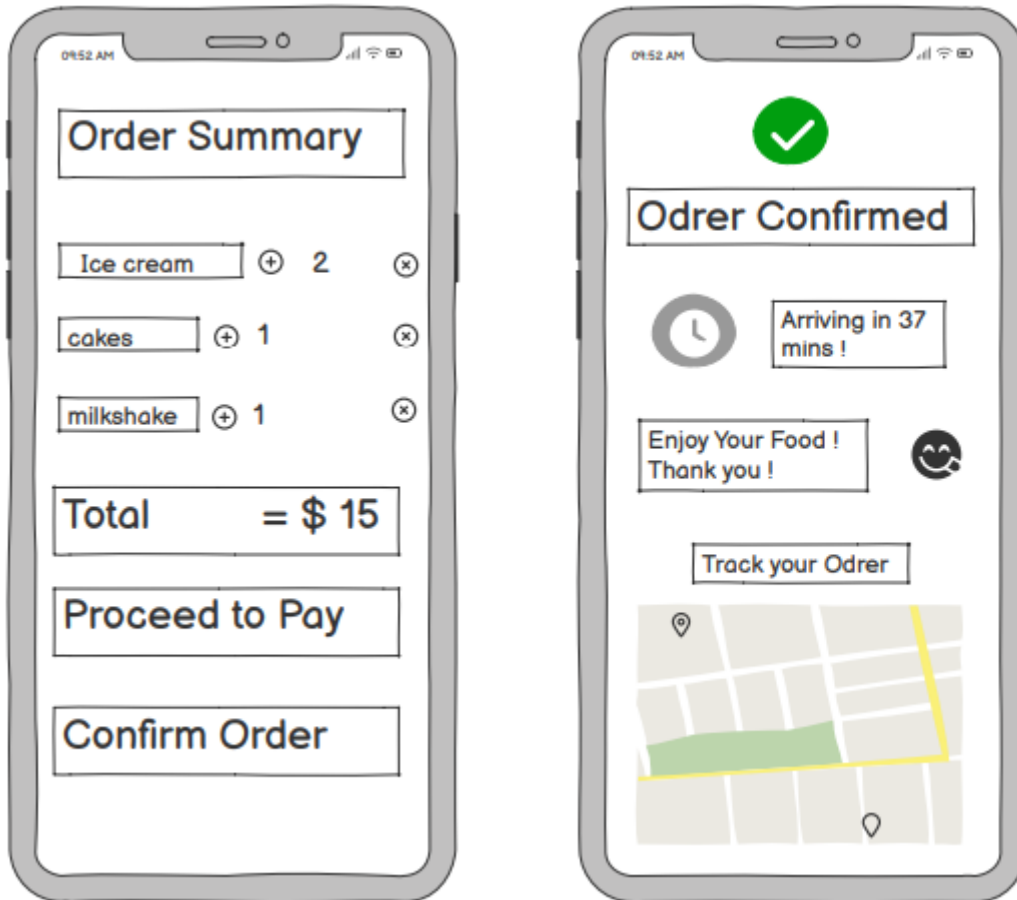 09:52 AM
Order Summary
Ice cream 2
cakes 1
milkshake 1
Total = $ 15
Proceed to Pay
Confirm Order
09:52 AM
Odrer Confirmed
Arriving in 37
mins !
Enjoy Your Food !
Thank you !
Track your Odrer